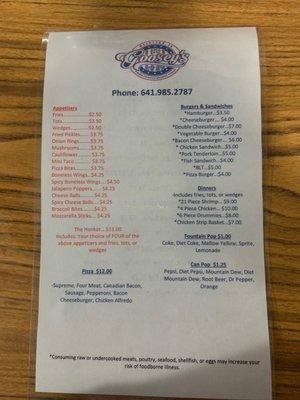 Goosey's
Phone: 641.985.2787
Appetizers
Fries..............$2.50
Tots..............$3.50
Wedges..........$3.50
Fried Pickles....$3.75
Onion Rings......$3.75
Mushrooms......$3.75
Cauliflower......$3.75
Mini Taco.......$3.75
Pizza Bites.......$3.75
Boneless Wings...$4.25
Spicy Boneless Wings... $4.50
Jalapeno Poppers......$4.25
Cheese Balls.......$4.25
Spicy Cheese Balls....$4.25
Broccoli Bites.....$4.25
Mozzarella Sticks....$4.25
The Honker.. $11.00
Includes: Your choice of FOUR of the
above appetizers and fries, tots, or
wedges
Pizza $12.00
-Supreme, Four Meat, Canadian Bacon,
Sausage, Pepperoni, Bacon
Cheeseburger, Chicken Alfredo
Burgers & Sandwiches
*Hamburger...$3.50
*Cheeseburger... $4.00
*Double Cheeseburger...$7.00
*Vegetable Burger...$4.00
*Bacon Cheeseburger... $6.00
* Chicken Sandwich...$5.00
*Pork Tenderloin...$5.00
*Fish Sandwich...$4.00
*BLT...$5.00
*Pizza Burger...$4.00
Dinners
-Includes fries, tots, or wedges
*21 Piece Shrimp... $9.00
*4 Piece Chicken... $10.00
*6 Piece Drummies... $8.00
*Chicken Strip Basket...$7.00
Fountain Pop $1.00
Coke, Diet Coke, Mellow Yellow, Sprite,
Lemonade
Can Pop $1.25
Pepsi, Diet Pepsi, Mountain Dew, Diet
Mountain Dew, Root Beer, Dr Pepper,
Orange
*Consuming raw or undercooked meats, poultry, seafood, shellfish, or eggs may increase your
risk of foodborne illness.